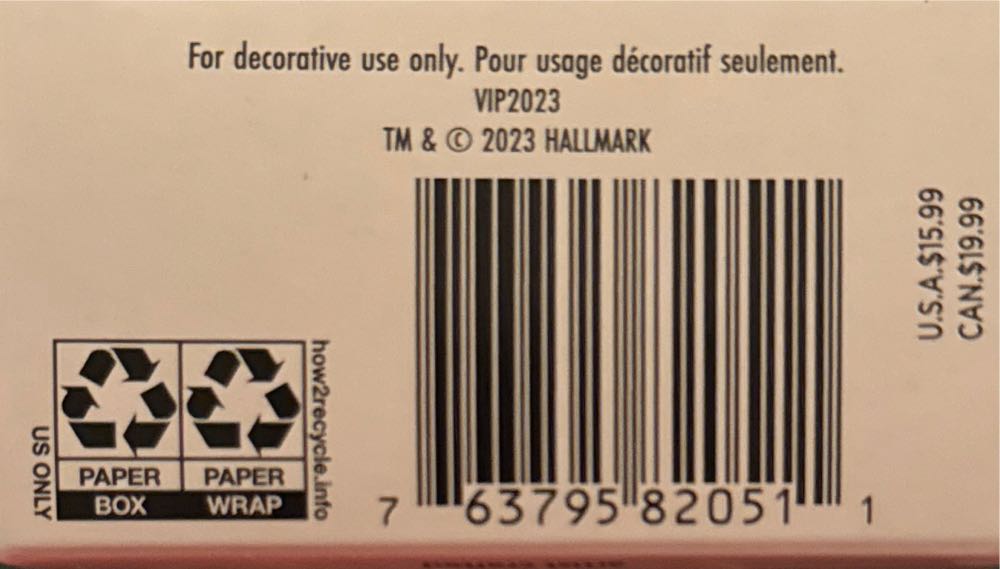 For decorative use only. Pour usage décoratif seulement.
VIP2023
TM & © 2023 HALLMARK
U.S.A.$15.99
CAN.$19.99
how2recycle.info
US ONLY
PAPER PAPER
BOX WRAP
7 63795 82051 1